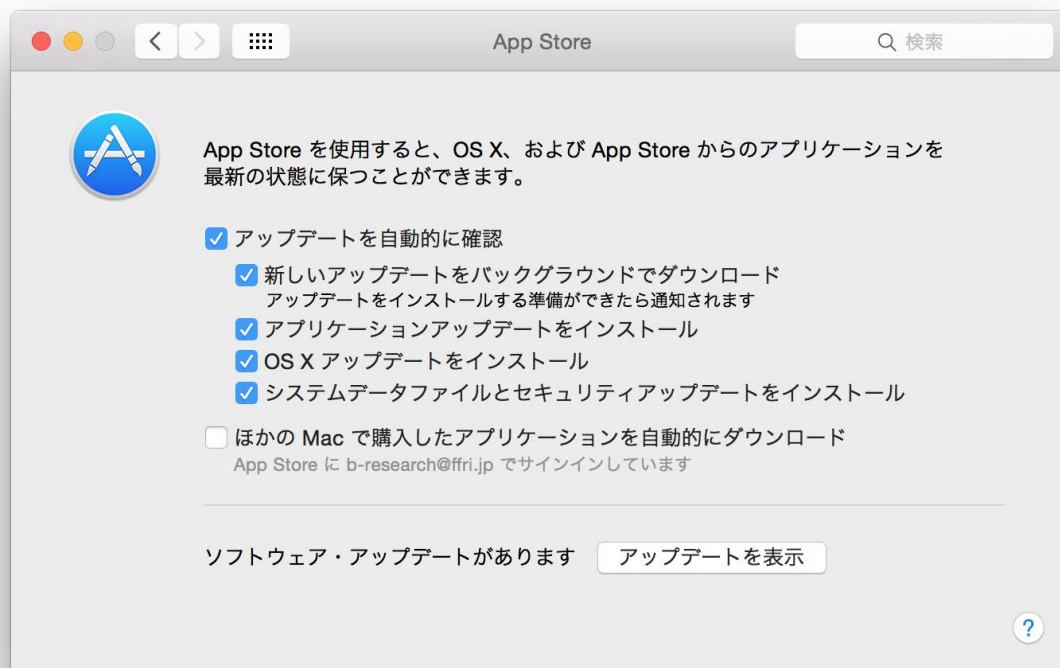 App Store
検索
App Store を使用すると、OS X、および App Store からのアプリケーションを
最新の状態に保つことができます。
アップデートを自動的に確認
新しいアップデートをバックグラウンドでダウンロード
アップデートをインストールする準備ができたら通知されます
アプリケーションアップデートをインストール
OS X アップデートをインストール
システムデータファイルとセキュリティアップデートをインストール
ほかの Mac で購入したアプリケーションを自動的にダウンロード
App Store に b-research@ffri.jp でサインインしています
ソフトウェア・アップデートがあります
アップデートを表示
?